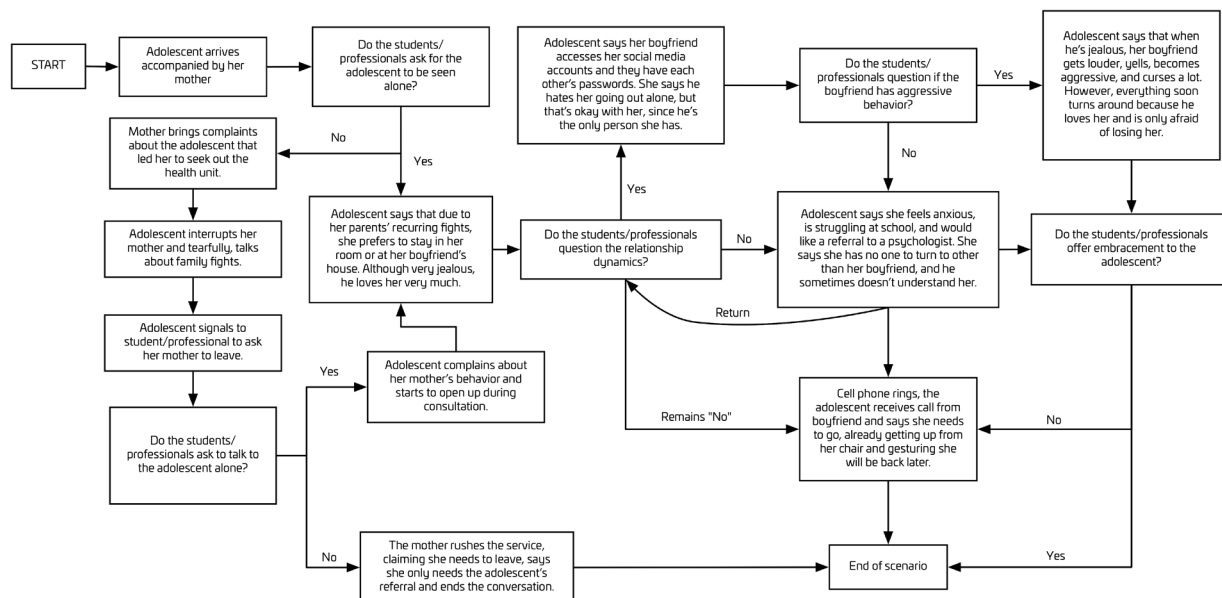 START
Adolescent arrives
accompanied by her
mother
Do the students/
professionals ask for the
adolescent to be seen
alone?
No
Yes
Mother brings complaints
about the adolescent that
led her to seek out the
health unit.
Adolescent interrupts her
mother and tearfully, talks
about family fights.
Adolescent signals to
student/professional to ask
her mother to leave.
Do the students/
professionals ask to talk to
the adolescent alone?
Yes
No
Adolescent complains about
her mother's behavior and
starts to open up during
consultation.
The mother rushes the service,
claiming she needs to leave, says
she only needs the adolescent's
referral and ends the conversation.
Adolescent says that due to
her parents' recurring fights,
she prefers to stay in her
room or at her boyfriend's
house. Although very jealous,
he loves her very much.
Do the students/professionals
question the relationship
dynamics?
Yes
No
Return
Remains "No"
Adolescent says her boyfriend
accesses her social media
accounts and they have each
other's passwords. She says he
hates her going out alone, but
that's okay with her, since he's
the only person she has.
Do the students/
professionals question if the
boyfriend has aggressive
behavior?
Yes
No
Adolescent says that when
he's jealous, her boyfriend
gets louder, yells, becomes
aggressive, and curses a lot.
However, everything soon
turns around because he
loves her and is only afraid
of losing her.
Adolescent says she feels anxious,
is struggling at school, and would
like a referral to a psychologist. She
says she has no one to turn to other
than her boyfriend, and he
sometimes doesn't understand her.
Do the students/professionals
offer embracement to the
adolescent?
No
Yes
Cell phone rings, the
adolescent receives call from
boyfriend and says she needs
to go, already getting up from
her chair and gesturing she
will be back later.
End of scenario